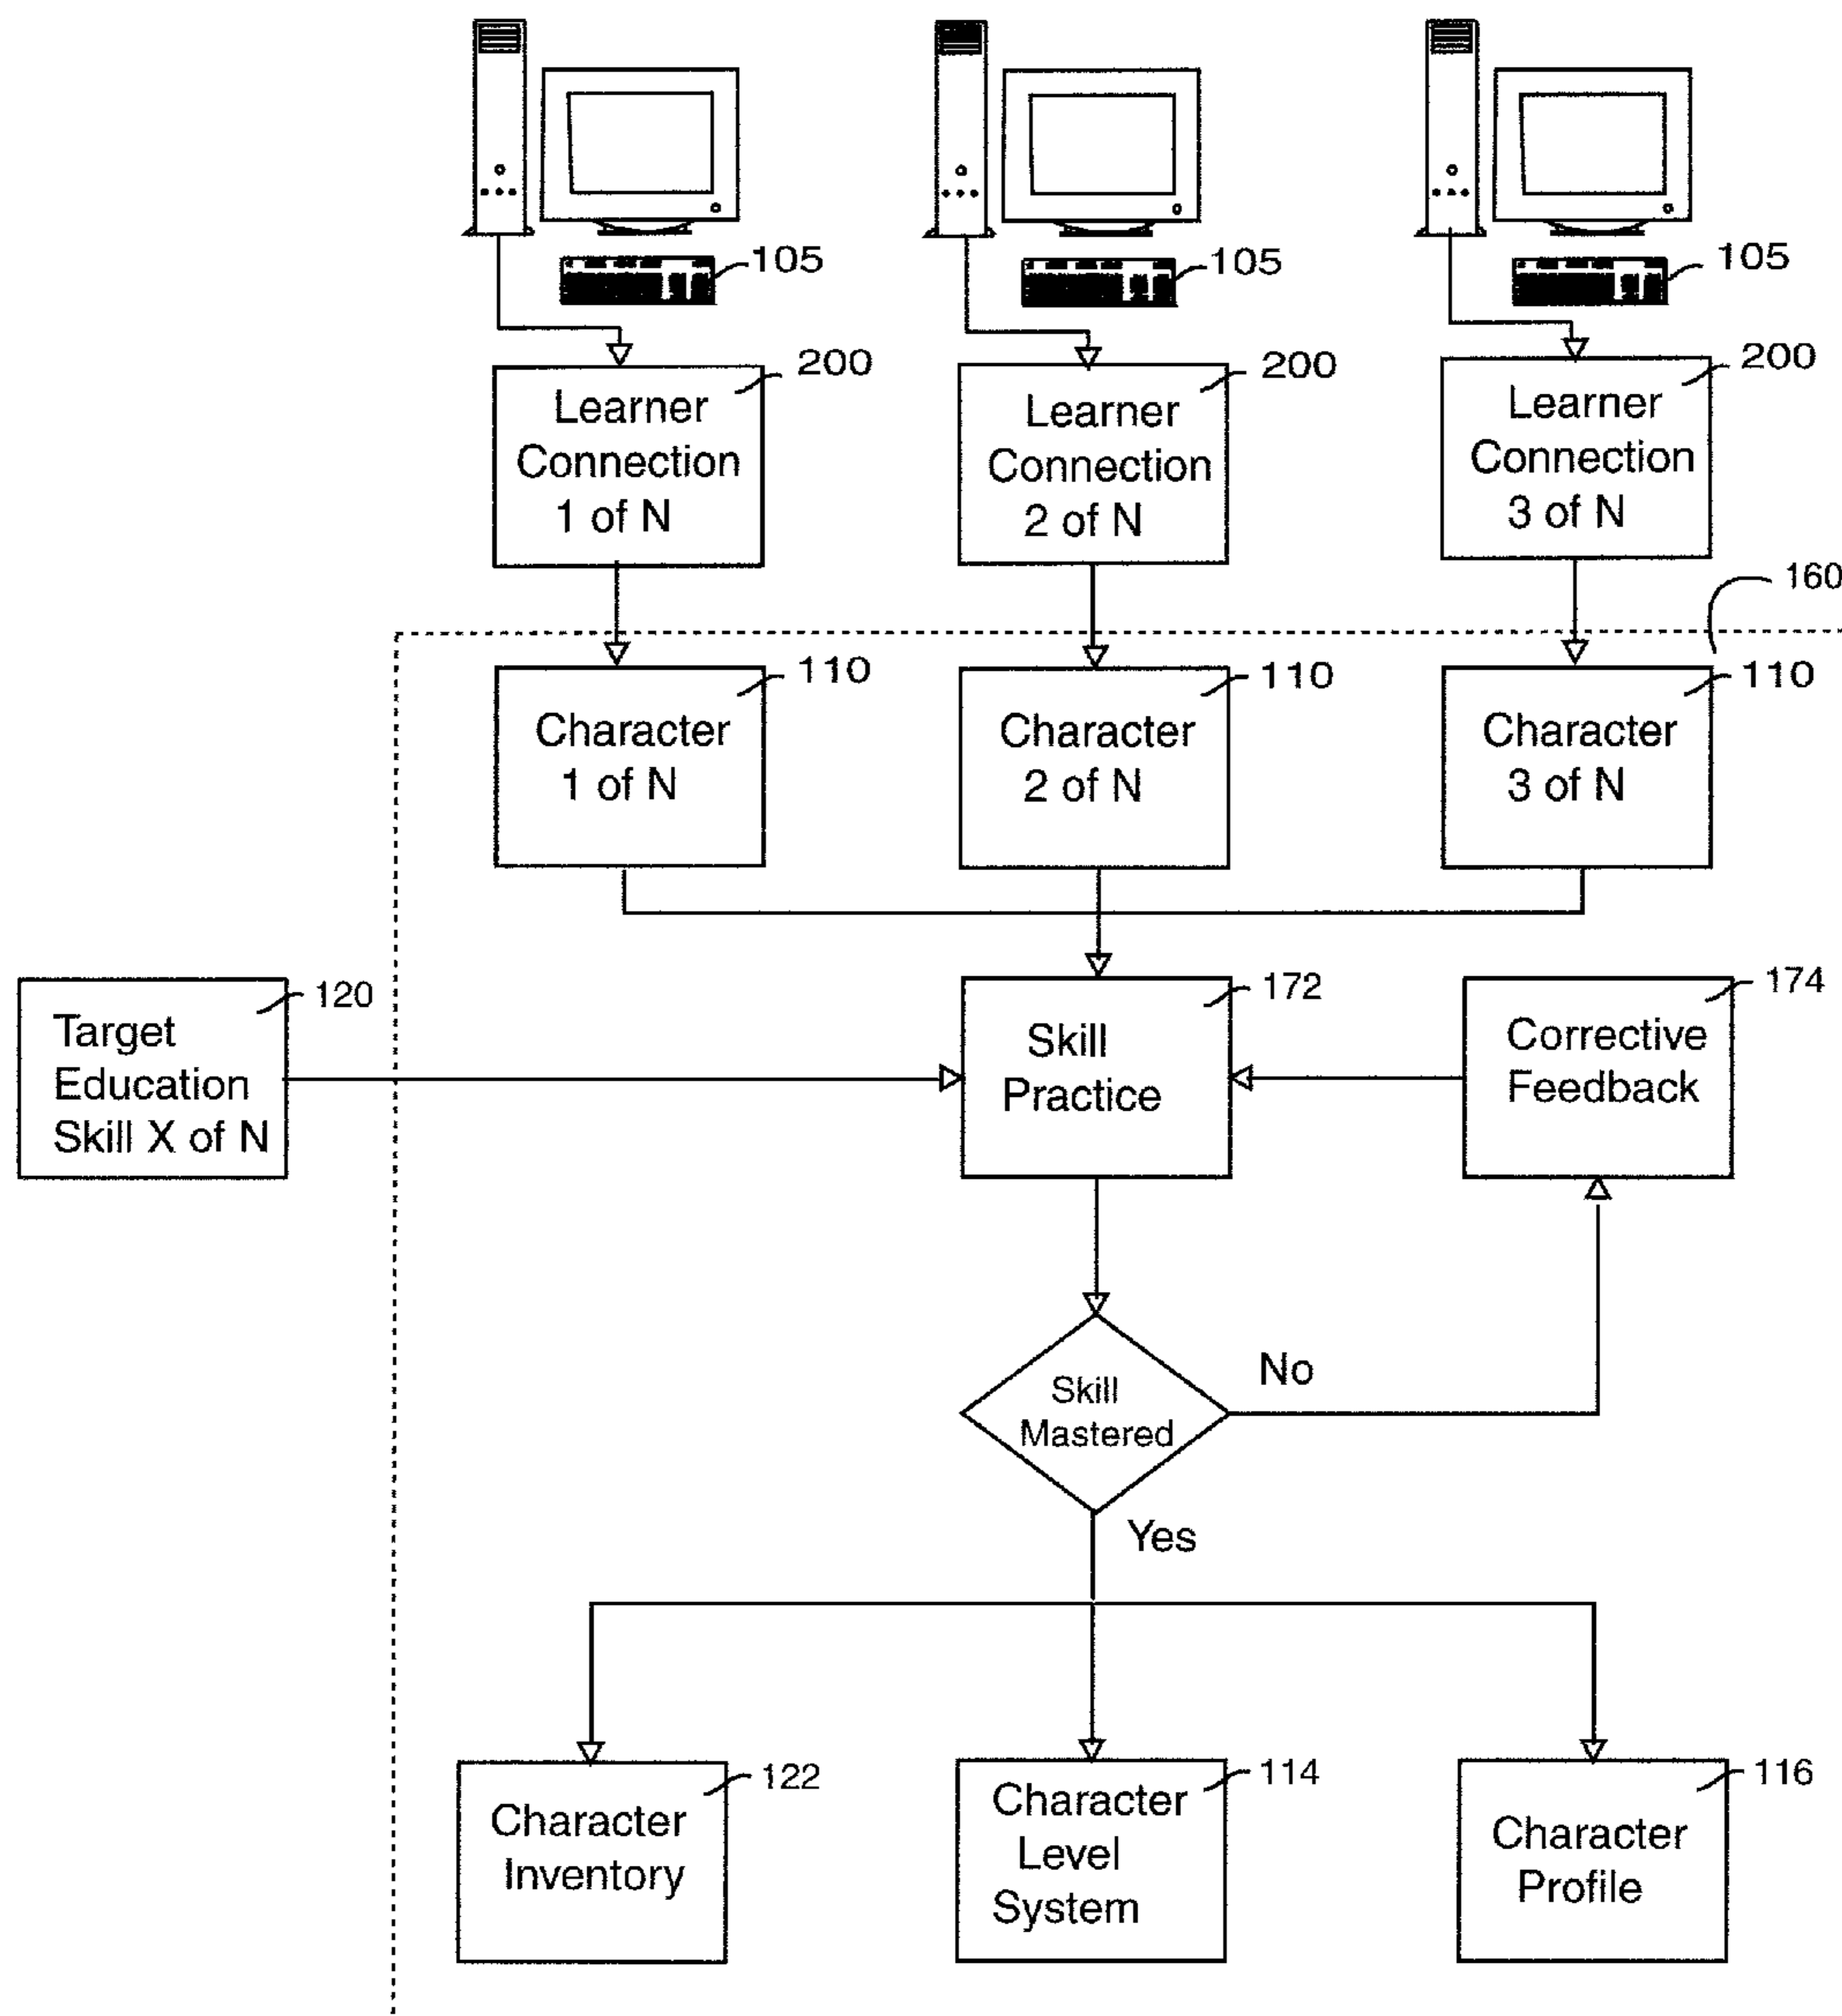 105
105
105
200
Learner
Connection
1 of N
200
Learner
Connection
2 of N
200
Learner
Connection
3 of N
160
110
Character
1 of N
110
Character
2 of N
110
Character
3 of N
120
Target
Education
Skill X of N
172
Skill
Practice
174
Corrective
Feedback
Skill
Mastered
No
Yes
122
Character
Inventory
114
Character
Level
System
116
Character
Profile